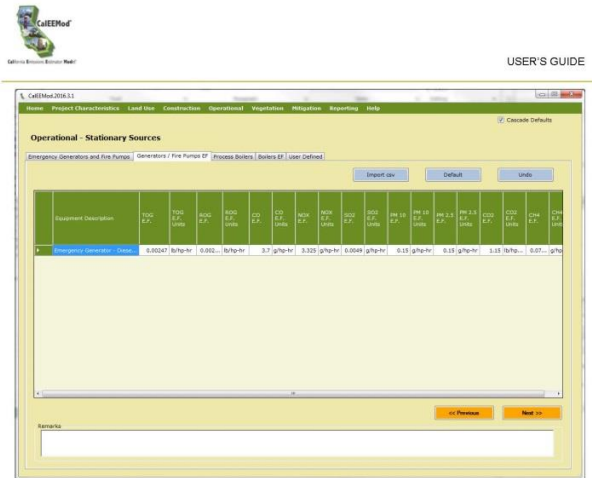 CalEEMod
California Emissions Estimator Model
USER'S GUIDE
CalEEMod.2016.3.1
Home Project Characteristics Land Use Construction Operational Vegetation Mitigation Reporting Help
Cascade Defaults
Operational - Stationary Sources
Emergency Generators and Fire Pumps Generators / Fire Pumps EF Process Boilers Boilers EF User Defined
Import csv Default Undo
Equipment Description TOG E.F. TOG E.F. Units ROG E.F. ROG E.F. Units CO E.F. CO E.F. Units NOX E.F. NOX E.F. Units SO2 E.F. SO2 E.F. Units PM 10 E.F. PM 10 E.F. Units PM 2.5 E.F. PM 2.5 E.F. Units CO2 E.F. CO2 E.F. Units CH4 E.F. CH4 E.F. Unit
Emergency Generator - Diese... 0.00247 lb/hp-hr 0.002... lb/hp-hr 3.7 g/hp-hr 3.325 g/hp-hr 0.0049 g/hp-hr 0.15 g/hp-hr 0.15 g/hp-hr 1.15 lb/hp... 0.07... g/hp
<< Previous Next >>
Remarks